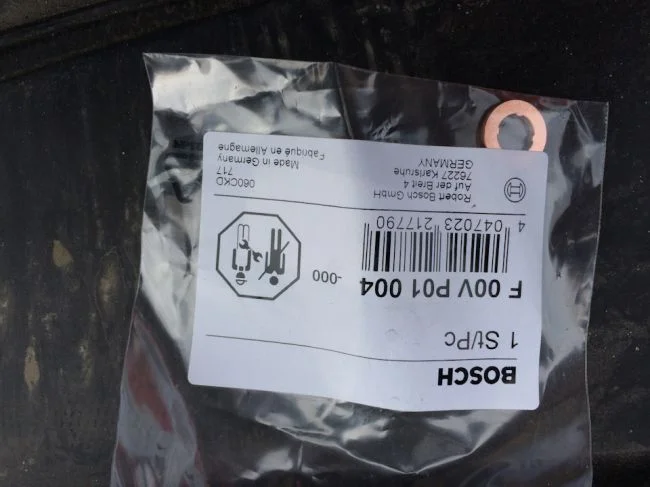 BOSCH
1 St/Pc
F 00V P01 004
-000
4 047023 217790
Robert Bosch GmbH
Auf der Breit 4
76227 Karlsruhe
GERMANY
060CKD
717
Made in Germany
Fabriqué en Allemagne